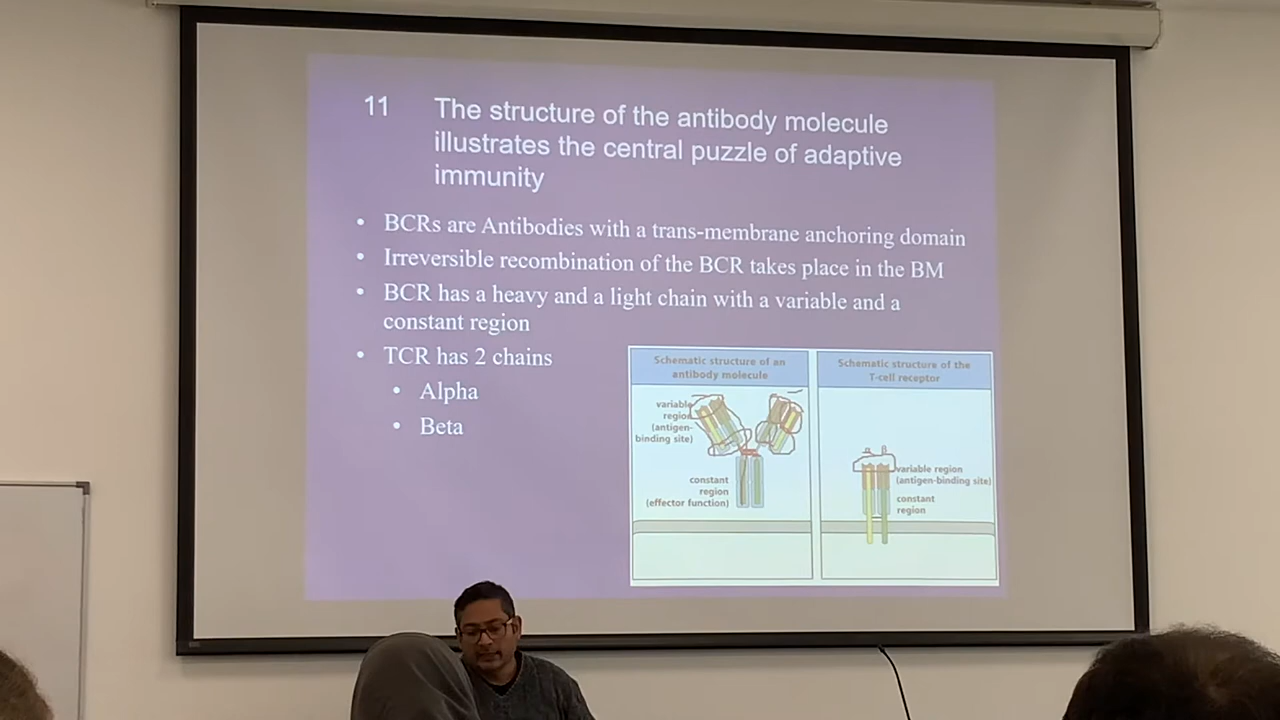 11 The structure of the antibody molecule
illustrates the central puzzle of adaptive
immunity
• BCRs are Antibodies with a trans-membrane anchoring domain
• Irreversible recombination of the BCR takes place in the BM
• BCR has a heavy and a light chain with a variable and a
constant region
• TCR has 2 chains
• Alpha
• Beta
Schematic structure of an
antibody molecule
variable
region
(antigen-
binding site)
constant
region
(effector function)
Schematic structure of the
T-cell receptor
variable region
(antigen-binding site)
constant
region